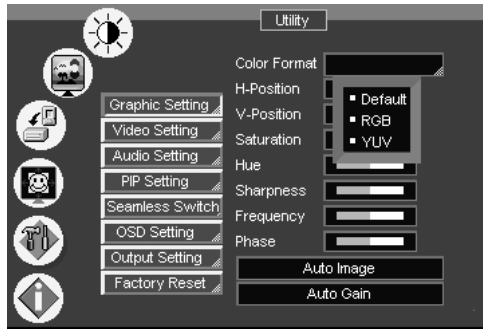 Utility
Color Format
H-Position
V-Position
Saturation
Hue
Sharpness
Frequency
Phase
Default
RGB
YUV
Graphic Setting
Video Setting
Audio Setting
PIP Setting
Seamless Switch
OSD Setting
Output Setting
Factory Reset
Auto Image
Auto Gain